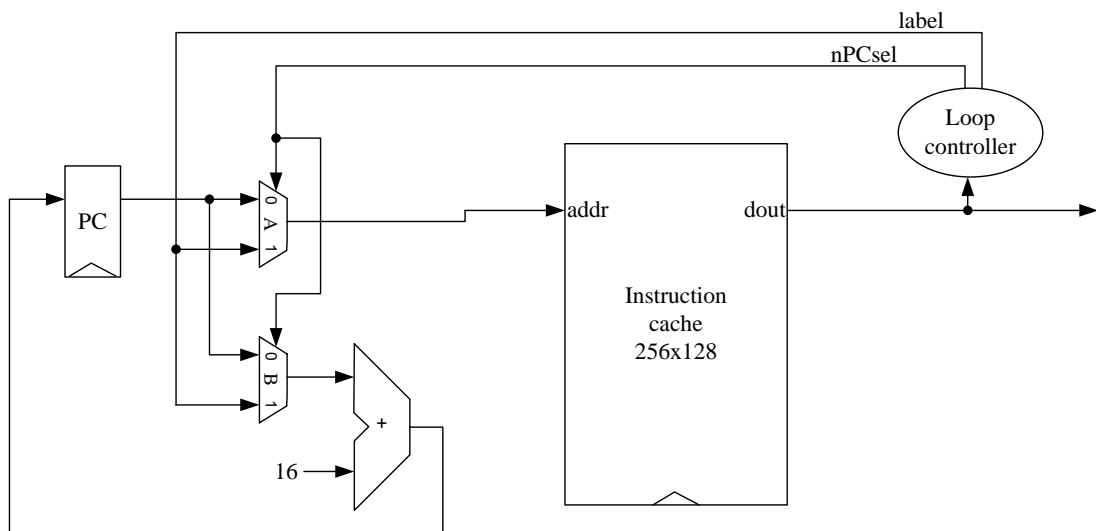 label
nPCsel
Loop
controller
PC
0 A 1
addr
dout
Instruction
cache
256x128
0 B 1
+
16